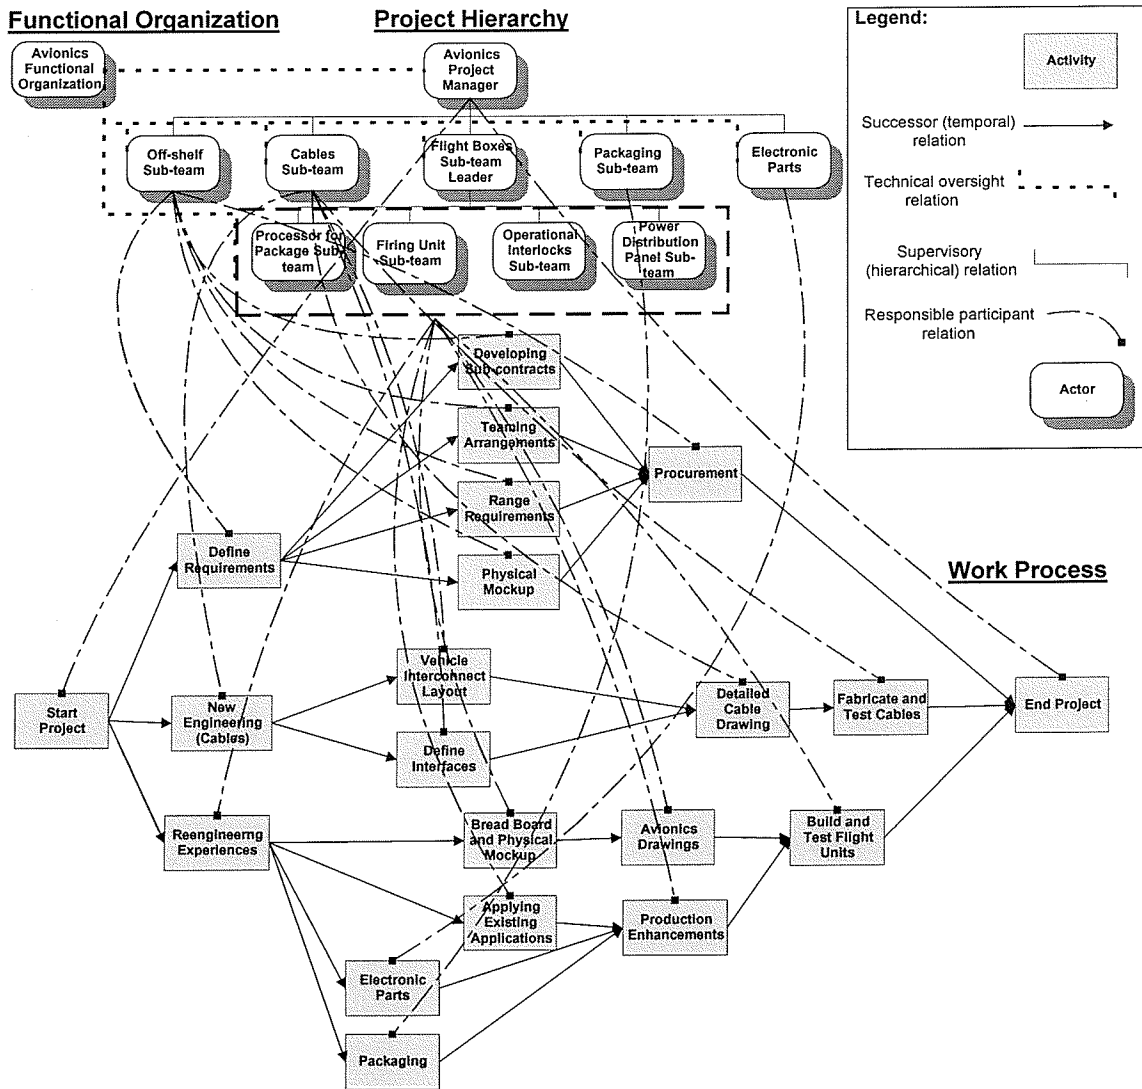 Functional Organization
Project Hierarchy
Legend:
Avionics
Functional
Organization
Avionics
Project
Manager
Activity
Successor (temporal)
relation
Technical oversight
relation
Supervisory
(hierarchical) relation
Responsible participant
relation
Actor
Off-shelf
Sub-team
Cables
Sub-team
Flight Boxes
Sub-team
Leader
Packaging
Sub-team
Electronic
Parts
Processor for
Package Sub-
team
Firing Unit
Sub-team
Operational
Interlocks
Sub-team
Power
Distribution
Panel Sub-
team
Developing
Sub-contracts
Teaming
Arrangements
Procurement
Range
Requirements
Define
Requirements
Physical
Mockup
Work Process
Start
Project
New
Engineering
(Cables)
Vehicle
Interconnect
Layout
Define
Interfaces
Detailed
Cable
Drawing
Fabricate and
Test Cables
End Project
Reengineerng
Experiences
Bread Board
and Physical
Mockup
Avionics
Drawings
Build and
Test Flight
Units
Applying
Existing
Applications
Production
Enhancements
Electronic
Parts
Packaging